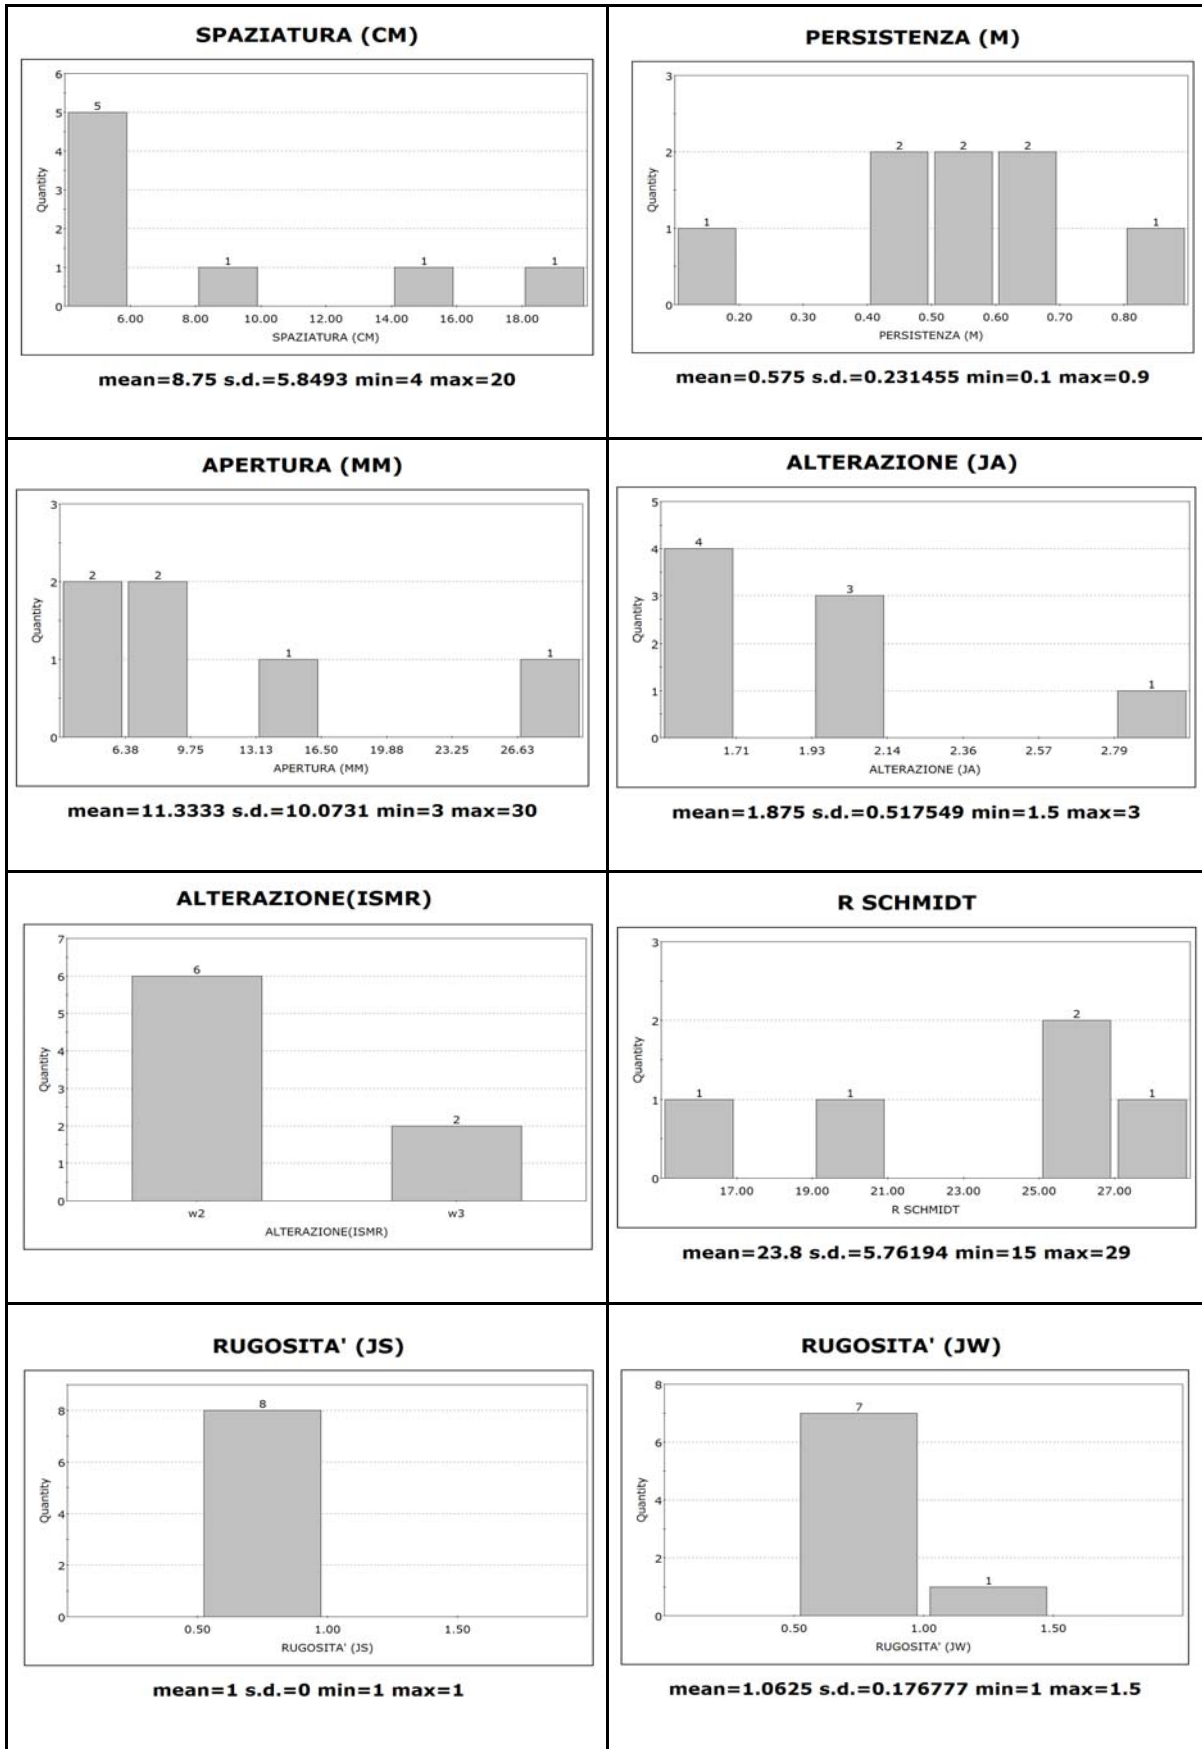 SPAZIATURA (CM)
6
5
4
3
2
1
0
Quantity
5
1
1
1
6.00 8.00 10.00 12.00 14.00 16.00 18.00
SPAZIATURA (CM)
mean=8.75 s.d.=5.8493 min=4 max=20
PERSISTENZA (M)
3
2
1
0
Quantity
1
2
2
2
1
0.20 0.30 0.40 0.50 0.60 0.70 0.80
PERSISTENZA (M)
mean=0.575 s.d.=0.231455 min=0.1 max=0.9
APERTURA (MM)
3
2
1
0
Quantity
2
2
1
1
6.38 9.75 13.13 16.50 19.88 23.25 26.63
APERTURA (MM)
mean=11.3333 s.d.=10.0731 min=3 max=30
ALTERAZIONE (JA)
5
4
3
2
1
0
Quantity
4
3
1
1.71 1.93 2.14 2.36 2.57 2.79
ALTERAZIONE (JA)
mean=1.875 s.d.=0.517549 min=1.5 max=3
ALTERAZIONE(ISMR)
7
6
5
4
3
2
1
0
Quantity
6
2
w2 w3
ALTERAZIONE(ISMR)
R SCHMIDT
3
2
1
0
Quantity
1
1
2
1
17.00 19.00 21.00 23.00 25.00 27.00
R SCHMIDT
mean=23.8 s.d.=5.76194 min=15 max=29
RUGOSITA' (JS)
8
6
4
2
0
Quantity
8
0.50 1.00 1.50
RUGOSITA' (JS)
mean=1 s.d.=0 min=1 max=1
RUGOSITA' (JW)
8
6
4
2
0
Quantity
7
1
0.50 1.00 1.50
RUGOSITA' (JW)
mean=1.0625 s.d.=0.176777 min=1 max=1.5